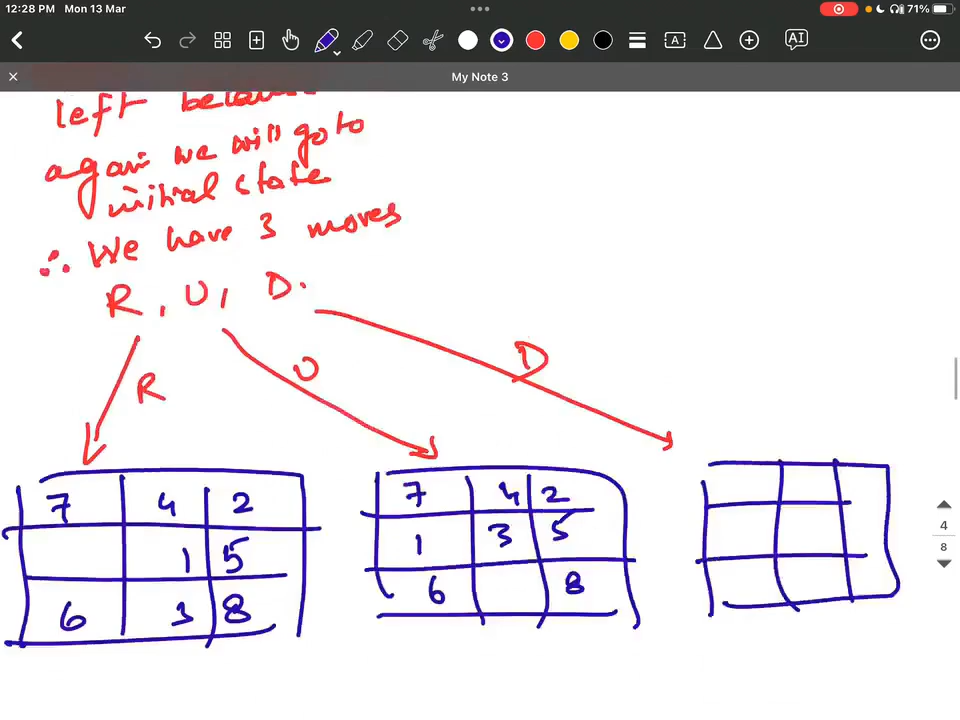 12:28 PM Mon 13 Mar
71%
A
AI
My Note 3
left because
again we will go to
initial state
∴ We have 3 moves
R, U, D.
R
U
D
7 4 2
1 5
6 3 8
7 4 2
1 3 5
6 8
4
8